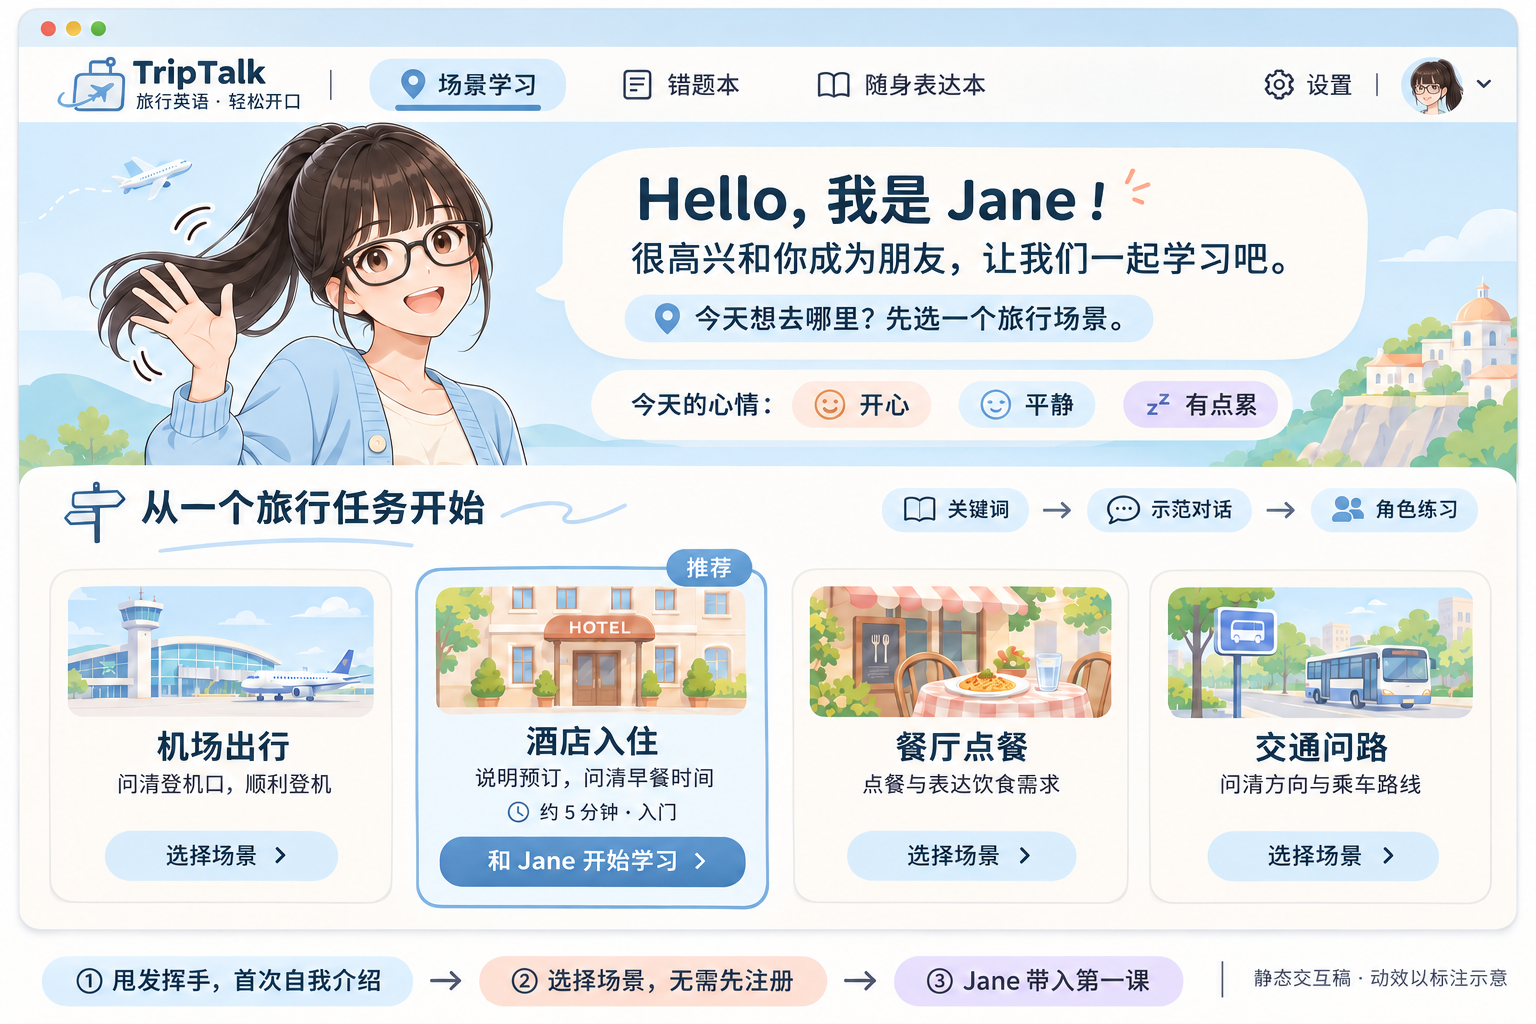 TripTalk
旅行英语 · 轻松开口
场景学习
错题本
随身表达本
设置
Hello, 我是 Jane！
很高兴和你成为朋友，让我们一起学习吧。
今天想去哪里？先选一个旅行场景。
今天的心情：
开心
平静
zz 有点累
从一个旅行任务开始
关键词
示范对话
角色练习
机场出行
问清登机口，顺利登机
选择场景
推荐
HOTEL
酒店入住
说明预订，问清早餐时间
约 5 分钟 · 入门
和 Jane 开始学习
餐厅点餐
点餐与表达饮食需求
选择场景
交通问路
问清方向与乘车路线
选择场景
① 甩发挥手，首次自我介绍
② 选择场景，无需先注册
③ Jane 带入第一课
静态交互稿 · 动效以标注示意